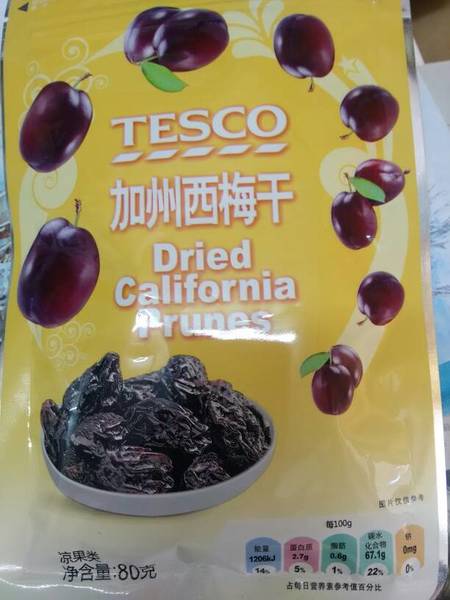 TESCO
加州西梅干
Dried
California
Prunes
图片仅供参考
每100g
能量 蛋白质 脂肪 碳水化合物 钠
1206kJ 2.7g 0.6g 67.1g 0mg
14% 5% 1% 22% 0%
占每日营养素参考值百分比
凉果类
净含量:80克